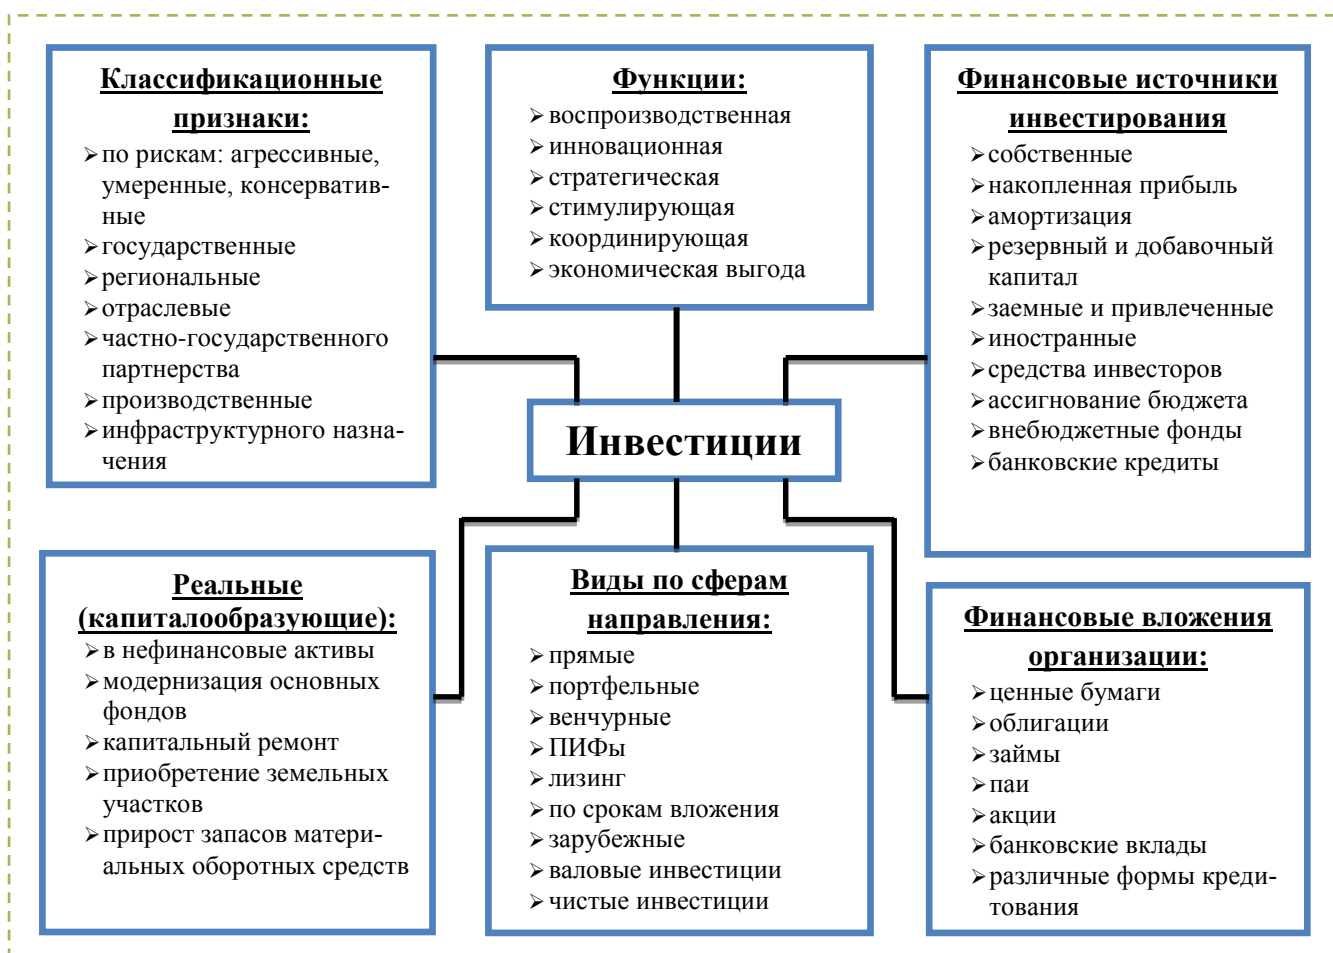 Классификационные
признаки:
➢по рискам: агрессивные,
умеренные, консерватив-
ные
➢государственные
➢региональные
➢отраслевые
➢частно-государственного
партнерства
➢производственные
➢инфраструктурного назна-
чения
Функции:
➢воспроизводственная
➢инновационная
➢стратегическая
➢стимулирующая
➢координирующая
➢экономическая выгода
Финансовые источники
инвестирования
➢собственные
➢накопленная прибыль
➢амортизация
➢резервный и добавочный
капитал
➢заемные и привлеченные
➢иностранные
➢средства инвесторов
➢ассигнование бюджета
➢внебюджетные фонды
➢банковские кредиты
Инвестиции
Реальные
(капиталообразующие):
➢в нефинансовые активы
➢модернизация основных
фондов
➢капитальный ремонт
➢приобретение земельных
участков
➢прирост запасов матери-
альных оборотных средств
Виды по сферам
направления:
➢прямые
➢портфельные
➢венчурные
➢ПИФы
➢лизинг
➢по срокам вложения
➢зарубежные
➢валовые инвестиции
➢чистые инвестиции
Финансовые вложения
организации:
➢ценные бумаги
➢облигации
➢займы
➢паи
➢акции
➢банковские вклады
➢различные формы креди-
тования